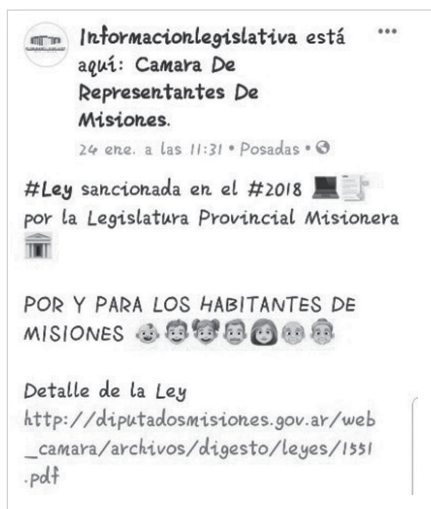 Informacionlegislativa está
aquí: Camara De
Representantes De
Misiones.
24 ene. a las 11:31 • Posadas •
#Ley sancionada en el #2018
por la Legislatura Provincial Misionera
POR Y PARA LOS HABITANTES DE
MISIONES
Detalle de la Ley
http://diputadosmisiones.gov.ar/web
_camara/archivos/digesto/leyes/1551
.pdf